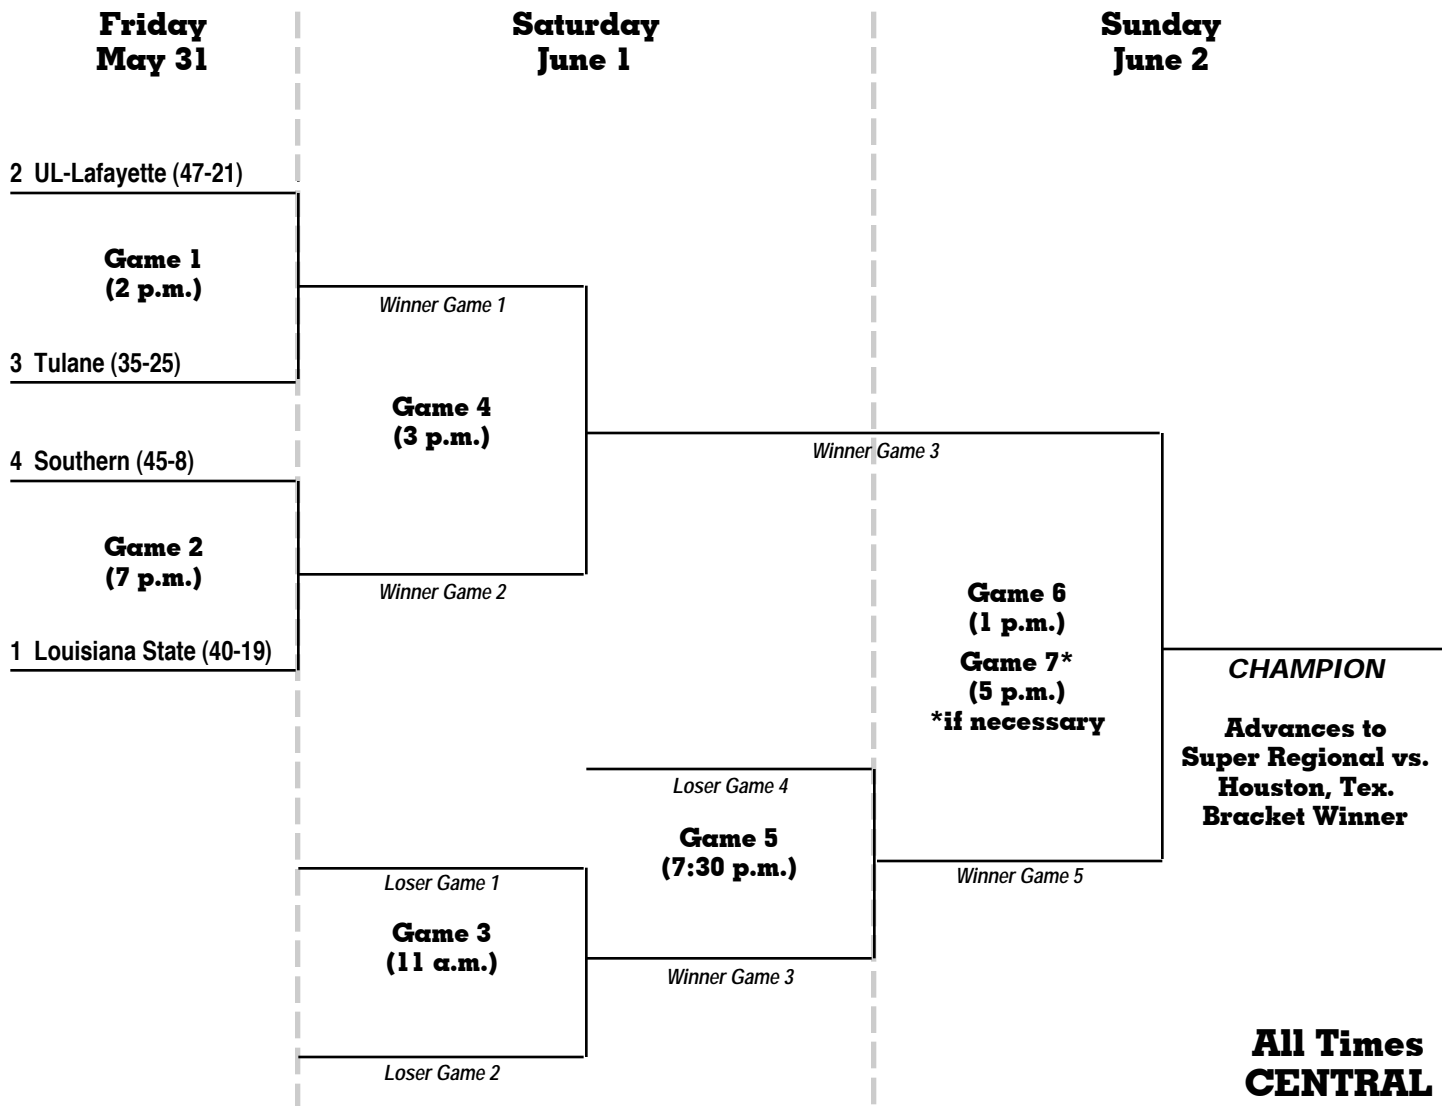 Friday
May 31
Saturday
June 1
Sunday
June 2
2 UL-Lafayette (47-21)
Game 1
(2 p.m.)
3 Tulane (35-25)
4 Southern (45-8)
Game 2
(7 p.m.)
1 Louisiana State (40-19)
Winner Game 1
Game 4
(3 p.m.)
Winner Game 2
Loser Game 1
Game 3
(11 a.m.)
Loser Game 2
Winner Game 3
Loser Game 4
Game 5
(7:30 p.m.)
Winner Game 3
Game 6
(1 p.m.)
Game 7*
(5 p.m.)
*if necessary
Winner Game 5
CHAMPION
Advances to
Super Regional vs.
Houston, Tex.
Bracket Winner
All Times
CENTRAL